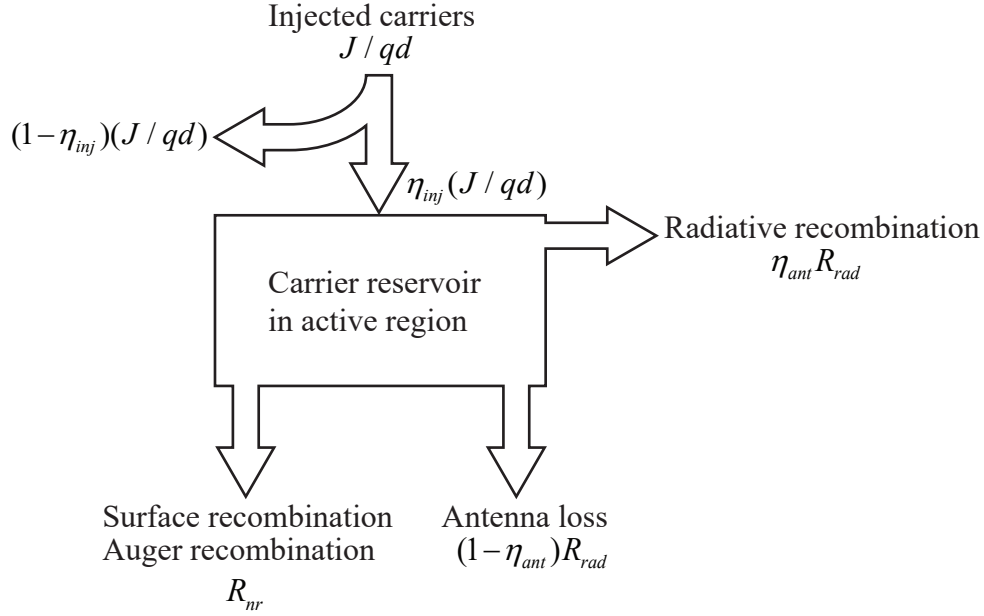 Injected carriers
J / qd
(1−η_inj)(J / qd)
η_inj(J / qd)
Radiative recombination
η_ant R_rad
Carrier reservoir
in active region
Surface recombination
Auger recombination
R_nr
Antenna loss
(1−η_ant)R_rad